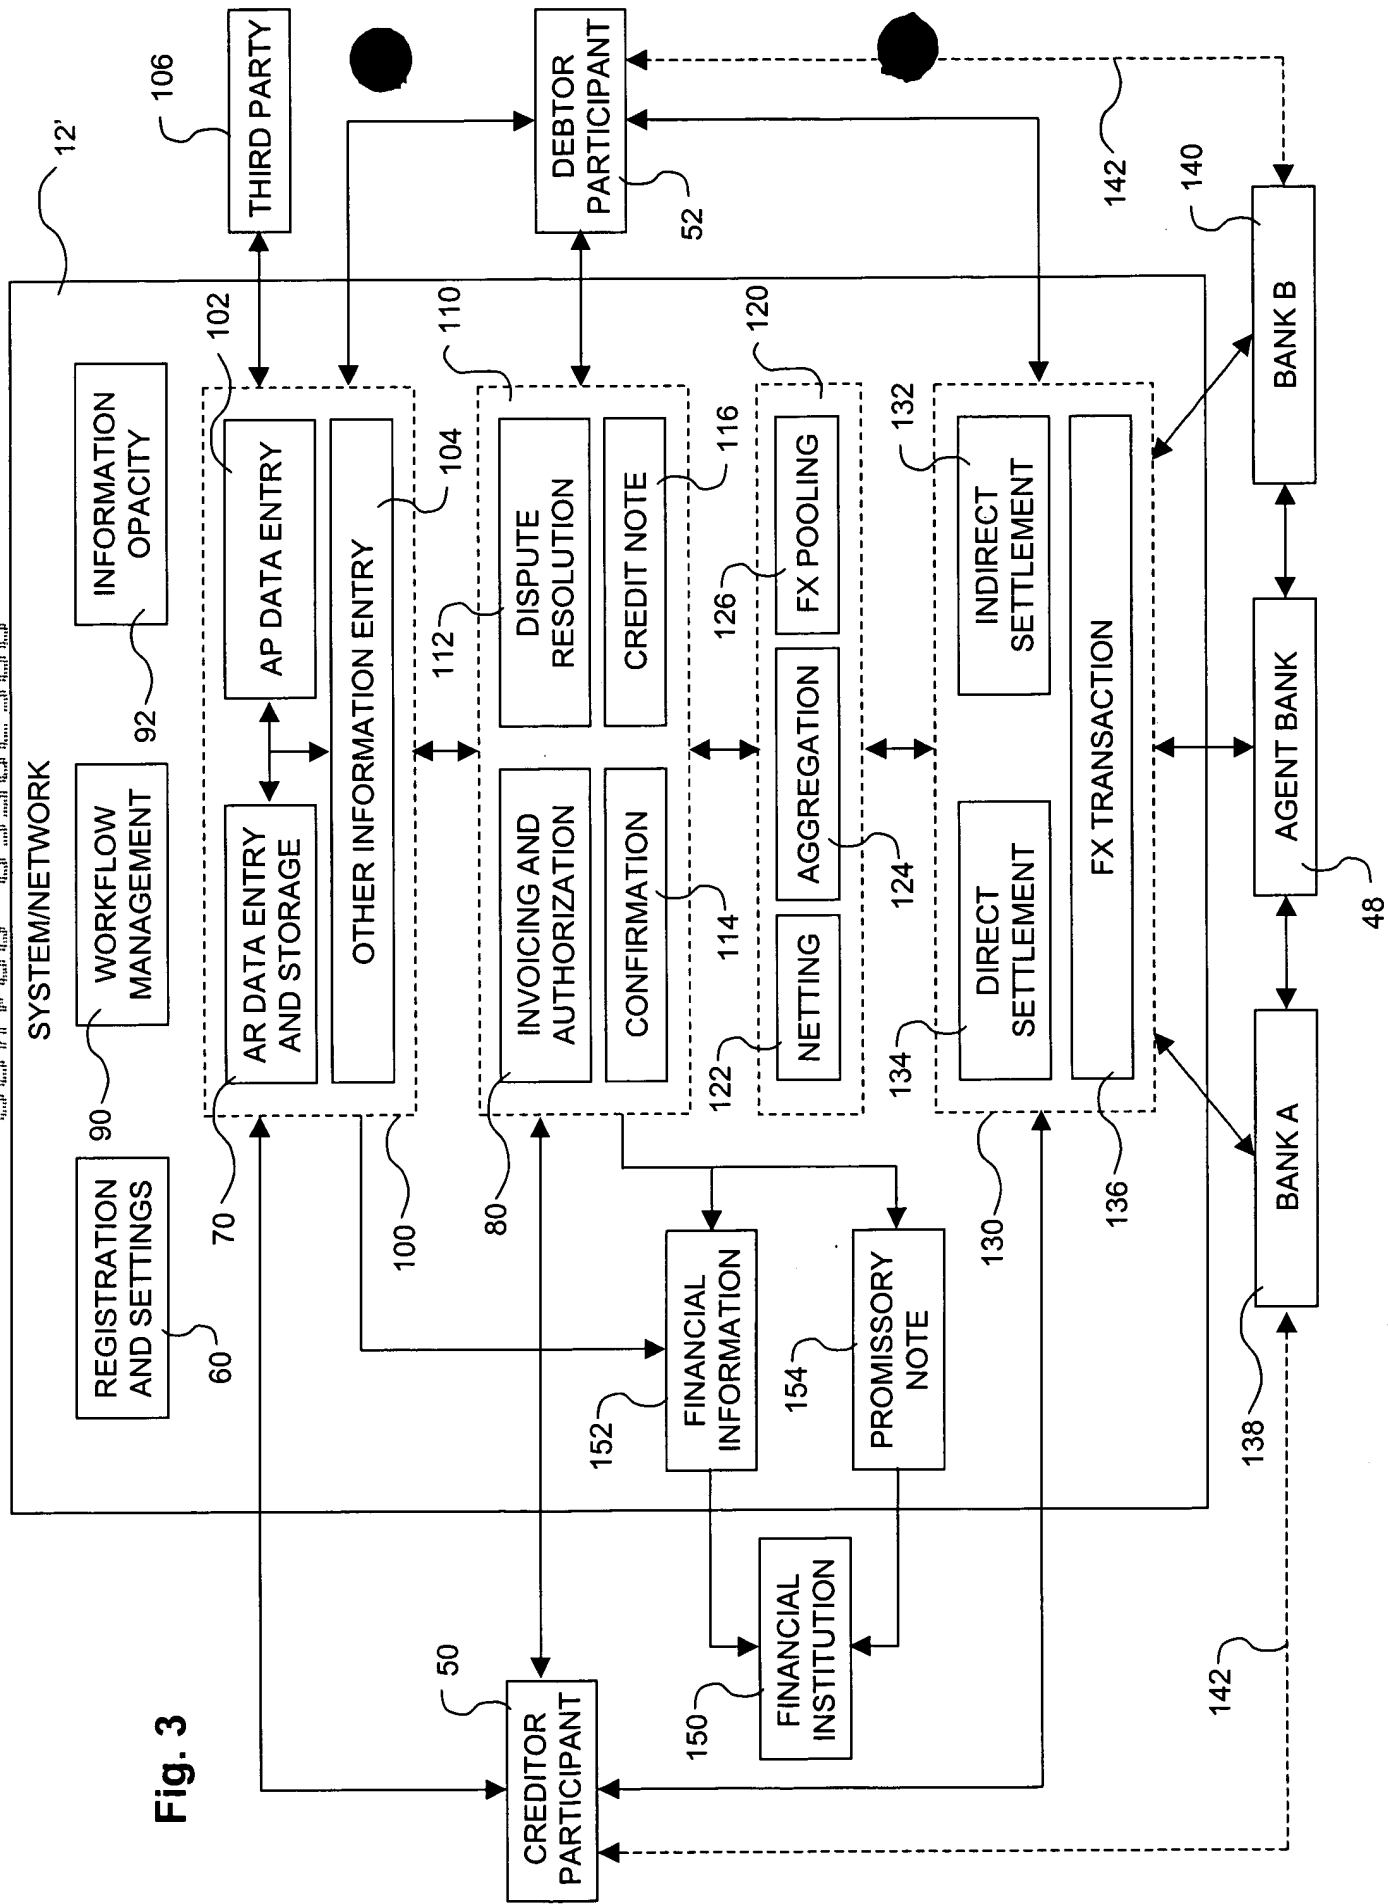 Fig. 3
SYSTEM/NETWORK
12'
REGISTRATION
AND SETTINGS
60
WORKFLOW
MANAGEMENT
90
INFORMATION
OPACITY
92
THIRD PARTY
106
AR DATA ENTRY
AND STORAGE
70
AP DATA ENTRY
102
OTHER INFORMATION ENTRY
104
100
CREDITOR
PARTICIPANT
50
INVOICING AND
AUTHORIZATION
80
DISPUTE
RESOLUTION
112
110
CONFIRMATION
114
CREDIT NOTE
116
DEBTOR
PARTICIPANT
52
FINANCIAL
INFORMATION
152
PROMISSORY
NOTE
154
FINANCIAL
INSTITUTION
150
NETTING
122
AGGREGATION
124
FX POOLING
126
120
DIRECT
SETTLEMENT
134
INDIRECT
SETTLEMENT
132
FX TRANSACTION
136
130
BANK A
138
AGENT BANK
48
BANK B
140
142
142